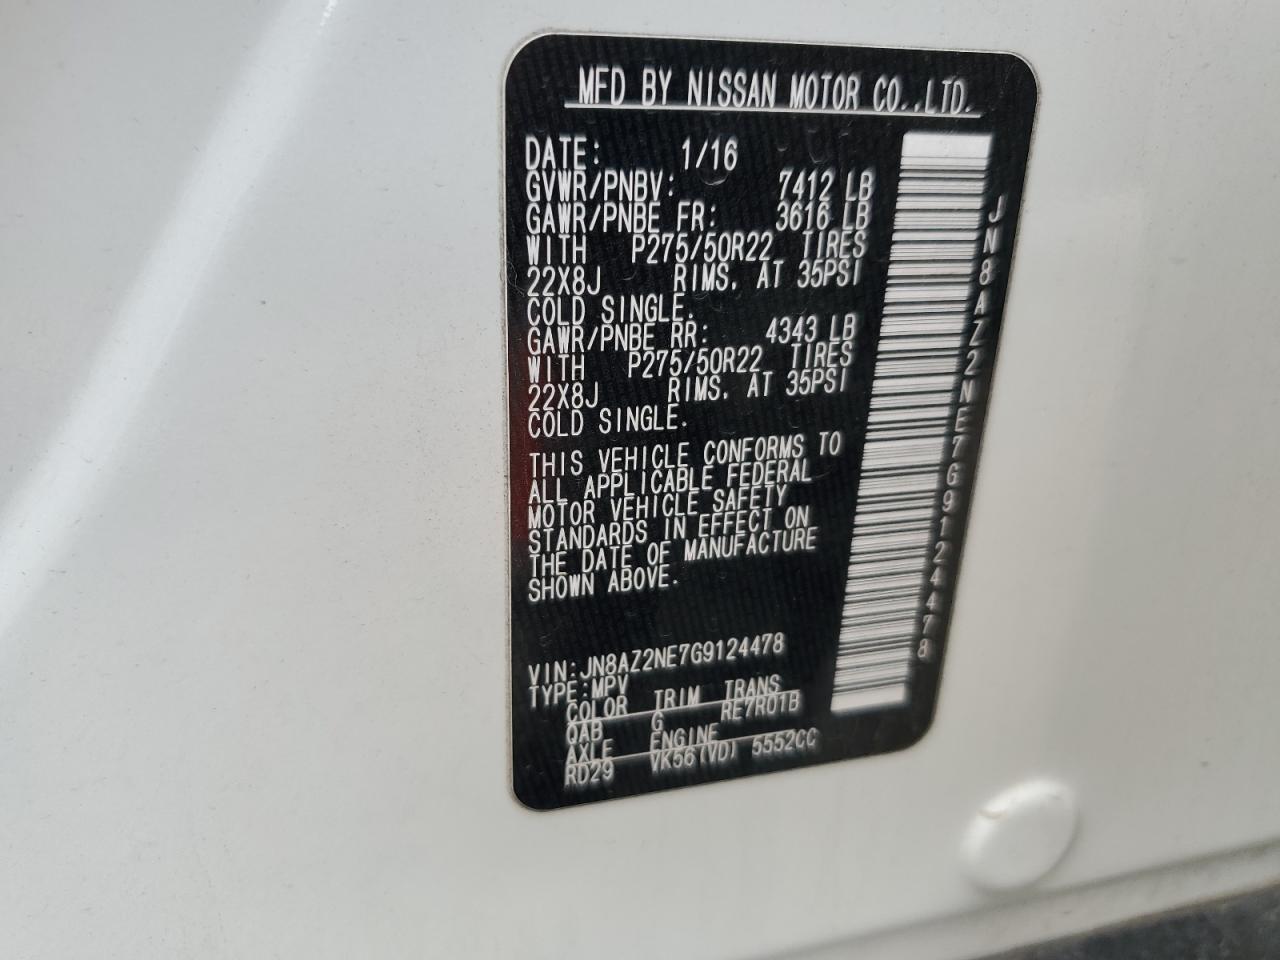 MFD BY NISSAN MOTOR CO.,LTD.
DATE: 1/16
GVWR/PNBV: 7412 LB
GAWR/PNBE FR: 3616 LB
WITH P275/50R22 TIRES
22X8J RIMS, AT 35PSI
COLD SINGLE.
GAWR/PNBE RR: 4343 LB
WITH P275/50R22 TIRES
22X8J RIMS, AT 35PSI
COLD SINGLE.
THIS VEHICLE CONFORMS TO
ALL APPLICABLE FEDERAL
MOTOR VEHICLE SAFETY
STANDARDS IN EFFECT ON
THE DATE OF MANUFACTURE
SHOWN ABOVE.
VIN:JN8AZ2NE7G9124478
TYPE:MPV
COLOR TRIM TRANS
QAB G RE7R01B
AXLE ENGINE
RD29 VK56(VD) 5552CC
JN8AZ2NE7G9124478